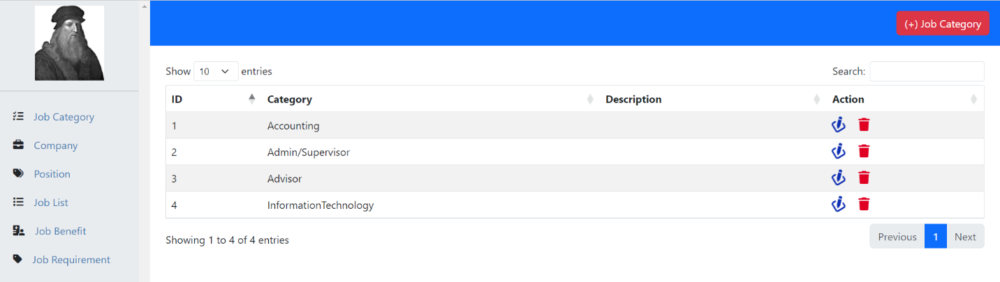 (+) Job Category
Job Category
Company
Position
Job List
Job Benefit
Job Requirement
Show 10 entries
Search:
ID Category Description Action
1 Accounting
2 Admin/Supervisor
3 Advisor
4 InformationTechnology
Showing 1 to 4 of 4 entries
Previous 1 Next